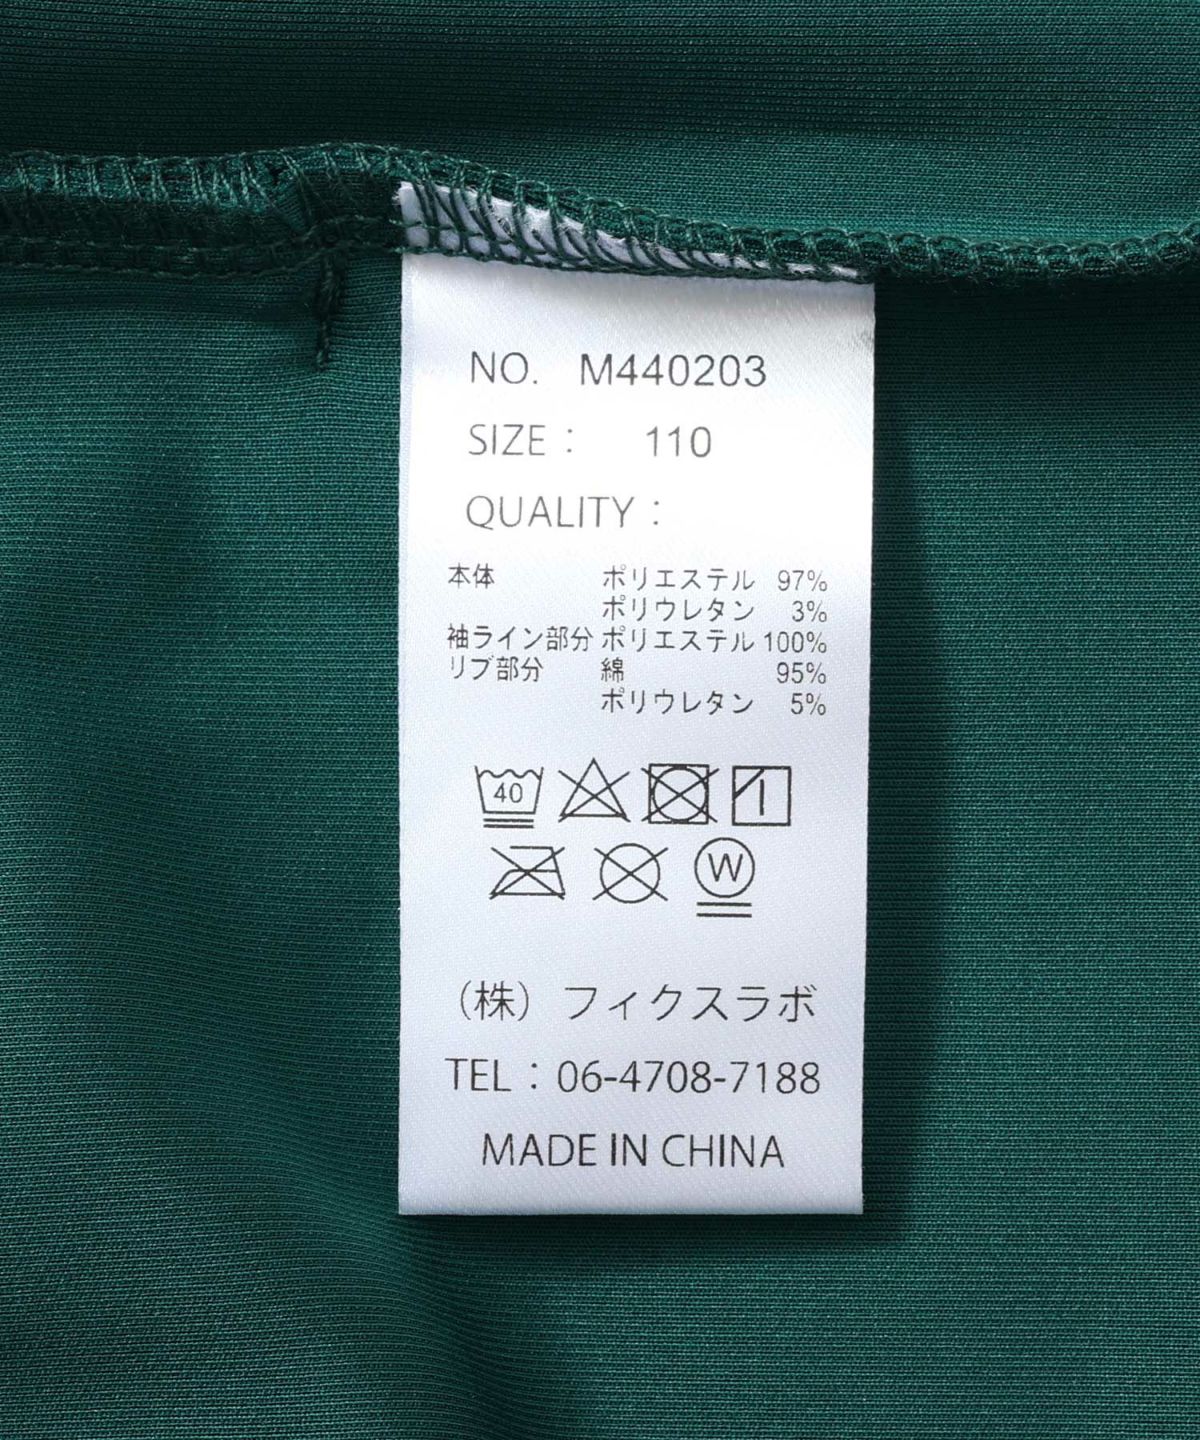 NO. M440203
SIZE : 110
QUALITY :
本体 ポリエステル 97%
ポリウレタン 3%
袖ライン部分 ポリエステル 100%
リブ部分 綿 95%
ポリウレタン 5%
40
W
（株）フィクスラボ
TEL : 06-4708-7188
MADE IN CHINA